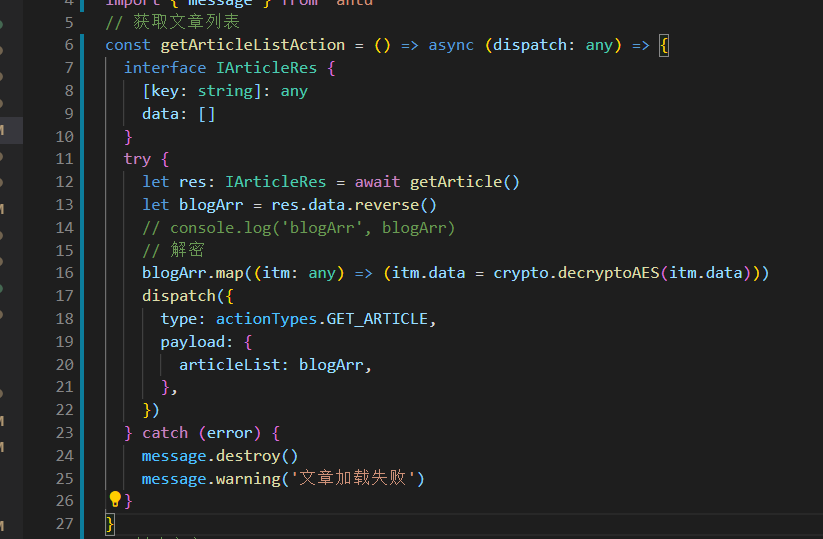 4 import { message } from 'antd'
5 // 获取文章列表
6 const getArticleListAction = () => async (dispatch: any) => {
7 interface IArticleRes {
8 [key: string]: any
9 data: []
10 }
11 try {
12 let res: IArticleRes = await getArticle()
13 let blogArr = res.data.reverse()
14 // console.log('blogArr', blogArr)
15 // 解密
16 blogArr.map((itm: any) => (itm.data = crypto.decryptoAES(itm.data)))
17 dispatch({
18 type: actionTypes.GET_ARTICLE,
19 payload: {
20 articleList: blogArr,
21 },
22 })
23 } catch (error) {
24 message.destroy()
25 message.warning('文章加载失败')
26 }
27 }